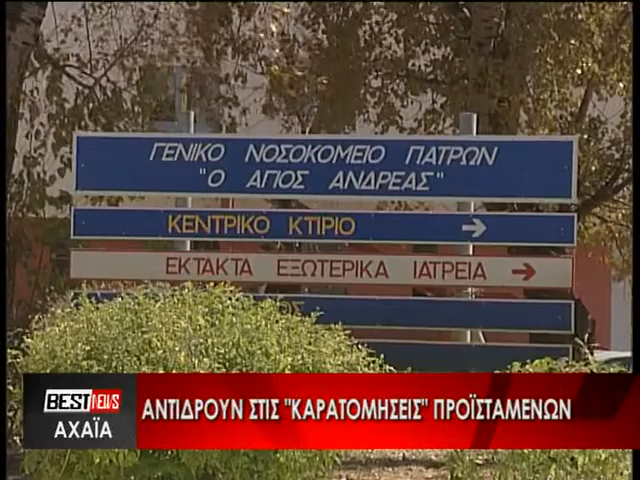 ΓΕΝΙΚΟ ΝΟΣΟΚΟΜΕΙΟ ΠΑΤΡΩΝ
"Ο ΑΓΙΟΣ ΑΝΔΡΕΑΣ"
ΚΕΝΤΡΙΚΟ ΚΤΙΡΙΟ
ΕΚΤΑΚΤΑ ΕΞΩΤΕΡΙΚΑ ΙΑΤΡΕΙΑ
BEST NEWS
ΑΧΑΪΑ
ΑΝΤΙΔΡΟΥΝ ΣΤΙΣ "ΚΑΡΑΤΟΜΗΣΕΙΣ" ΠΡΟΪΣΤΑΜΕΝΩΝ